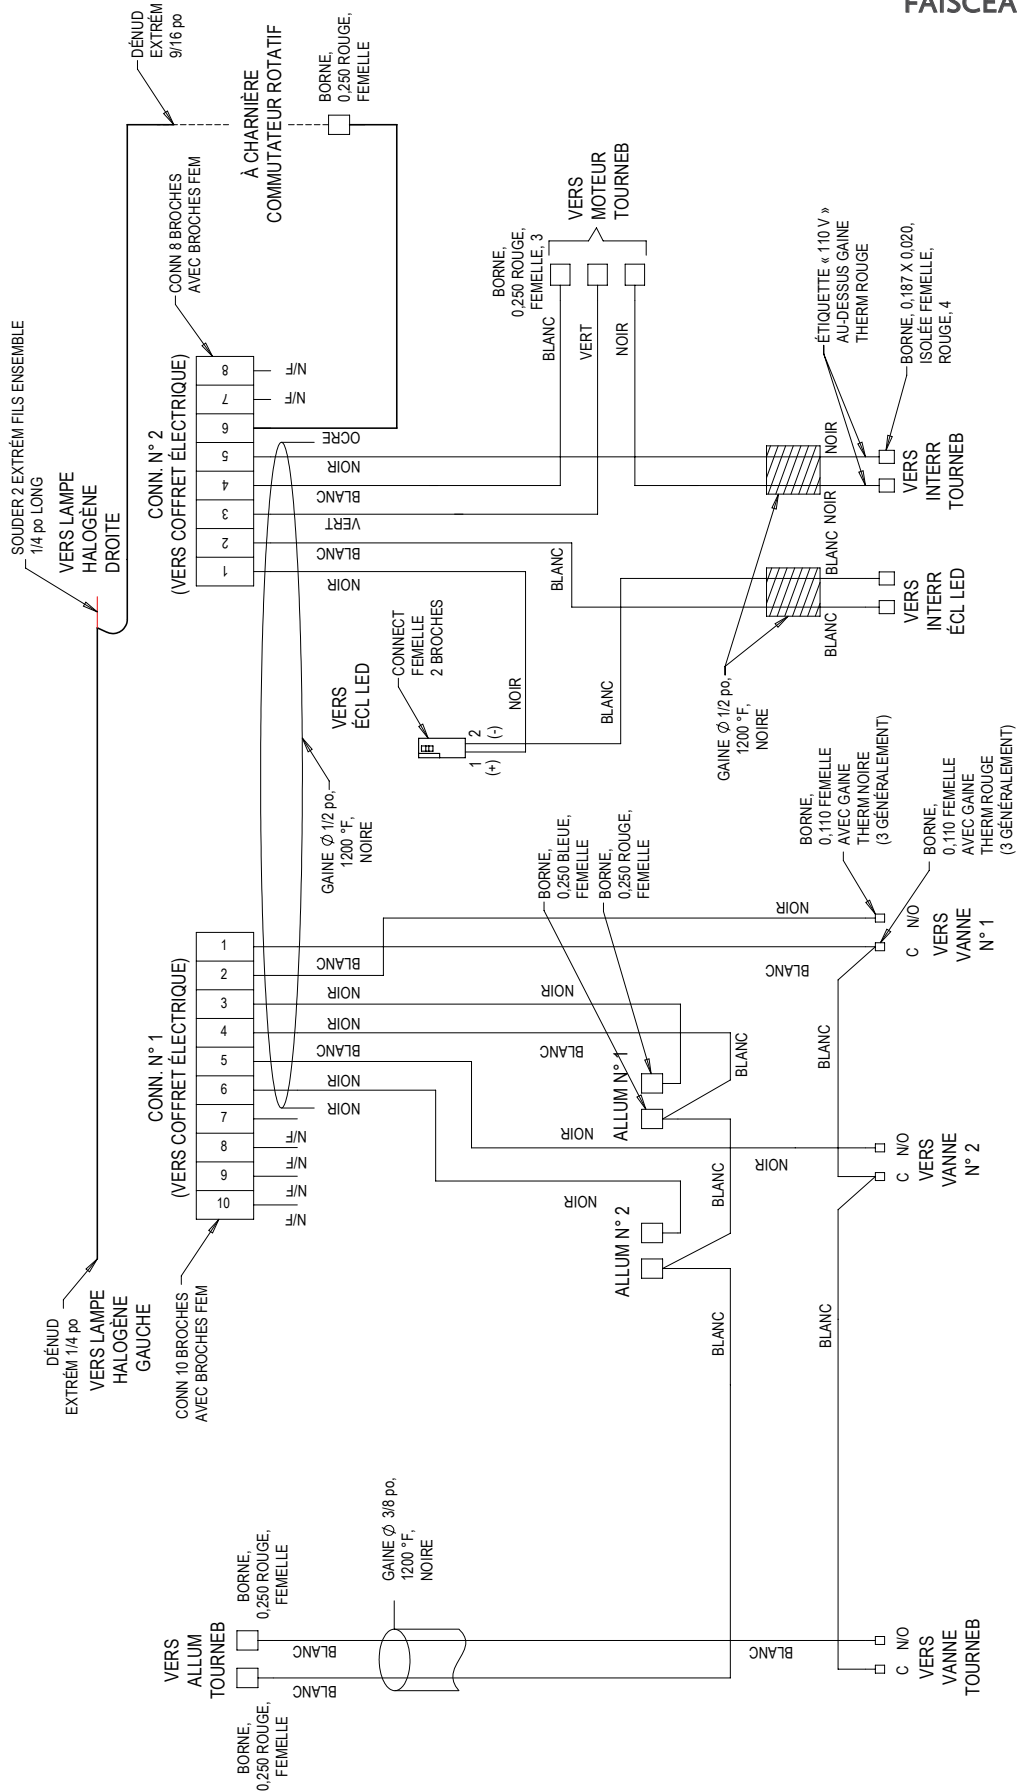 FAISCEA
DÉNUD
EXTRÉM
9/16 po
À CHARNIÈRE
COMMUTATEUR ROTATIF
BORNE,
0,250 ROUGE,
FEMELLE
SOUDER 2 EXTRÉM FILS ENSEMBLE
1/4 po LONG
VERS LAMPE
HALOGÈNE
DROITE
CONN. N° 2
(VERS COFFRET ÉLECTRIQUE)
CONN 8 BROCHES
AVEC BROCHES FEM
8
7
6
5
4
3
2
1
N/F
N/F
OCRE
NOIR
BLANC
VERT
BLANC
NOIR
BORNE,
0,250 ROUGE,
FEMELLE, 3
BLANC
VERT
NOIR
VERS
MOTEUR
TOURNEB
ÉTIQUETTE « 110 V »
AU-DESSUS GAINE
THERM ROUGE
BORNE, 0,187 X 0,020,
ISOLÉE FEMELLE,
ROUGE, 4
NOIR
NOIR
VERS
INTERR
TOURNEB
BLANC
BLANC
BLANC
VERS
INTERR
ÉCL LED
GAINE Ø 1/2 po,
1200 °F,
NOIRE
VERS
ÉCL LED
CONNECT
FEMELLE
2 BROCHES
1
(+)
2
(-)
NOIR
BLANC
GAINE Ø 1/2 po,
1200 °F,
NOIRE
DÉNUD
EXTRÉM 1/4 po
VERS LAMPE
HALOGÈNE
GAUCHE
CONN. N° 1
(VERS COFFRET ÉLECTRIQUE)
CONN 10 BROCHES
AVEC BROCHES FEM
1
2
3
4
5
6
7
8
9
10
BLANC
NOIR
NOIR
BLANC
NOIR
NOIR
N/F
N/F
N/F
N/F
BORNE,
0,250 BLEUE,
FEMELLE
BORNE,
0,250 ROUGE,
FEMELLE
NOIR
BLANC
ALLUM N° 1
BLANC
NOIR
NOIR
NOIR
ALLUM N° 2
BLANC
BLANC
NOIR
BLANC
BORNE,
0,110 FEMELLE
AVEC GAINE
THERM NOIRE
(3 GÉNÉRALEMENT)
BORNE,
0,110 FEMELLE
AVEC GAINE
THERM ROUGE
(3 GÉNÉRALEMENT)
C N/O
VERS
VANNE
N° 1
BLANC
C N/O
VERS
VANNE
N° 2
BLANC
VERS
ALLUM
TOURNEB
BORNE,
0,250 ROUGE,
FEMELLE
BORNE,
0,250 ROUGE,
FEMELLE
BLANC
BLANC
GAINE Ø 3/8 po,
1200 °F,
NOIRE
BLANC
C N/O
VERS
VANNE
TOURNEB